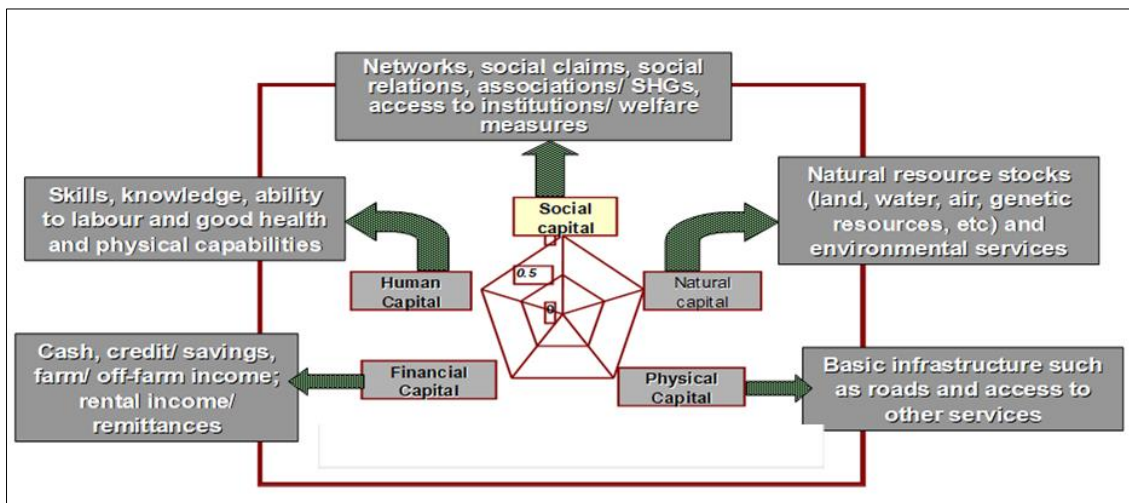 Networks, social claims, social
relations, associations/ SHGs,
access to institutions/ welfare
measures
Skills, knowledge, ability
to labour and good health
and physical capabilities
Natural resource stocks
(land, water, air, genetic
resources, etc) and
environmental services
Social
capital
Human
Capital
0.5
0
Natural
capital
Cash, credit/ savings,
farm/ off-farm income;
rental income/
remittances
Financial
Capital
Physical
Capital
Basic infrastructure such
as roads and access to
other services